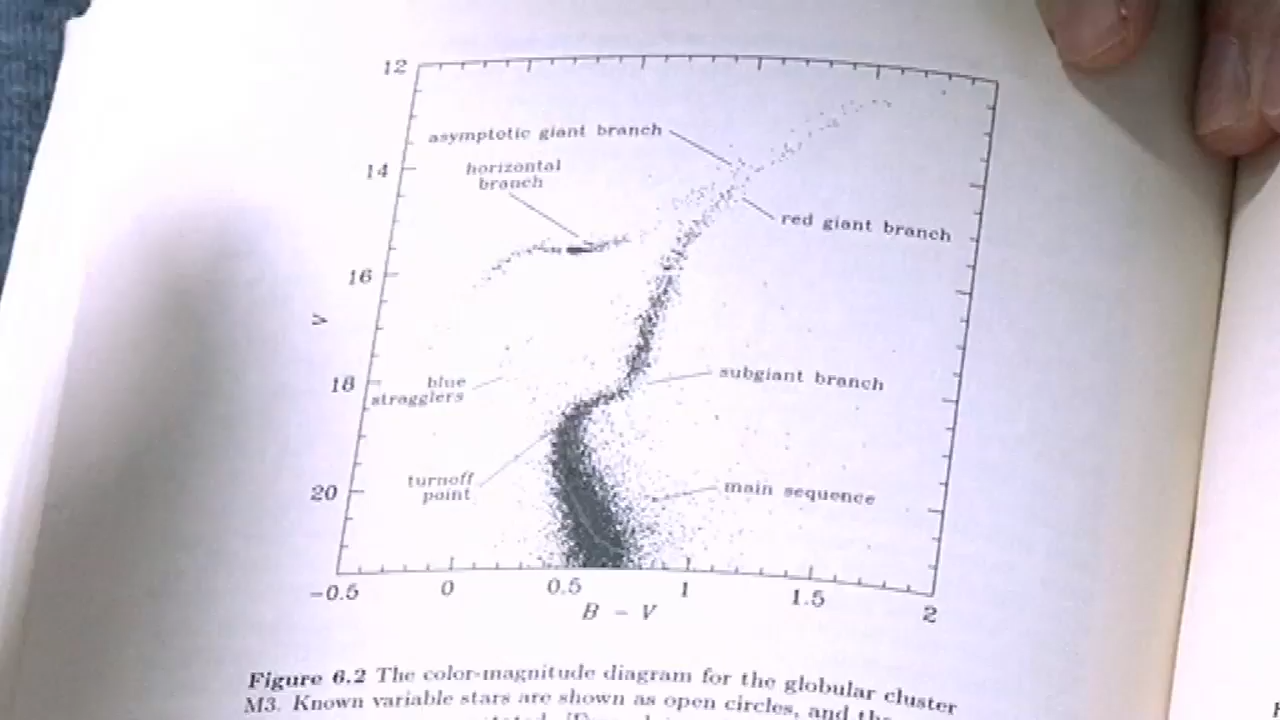 12
asymptotic giant branch
horizontal
branch
14
red giant branch
16
V
subgiant branch
18
blue
stragglers
turnoff
point
20
main sequence
-0.5 0 0.5 1 1.5 2
B - V
Figure 6.2 The color-magnitude diagram for the globular cluster
M3. Known variable stars are shown as open circles, and the